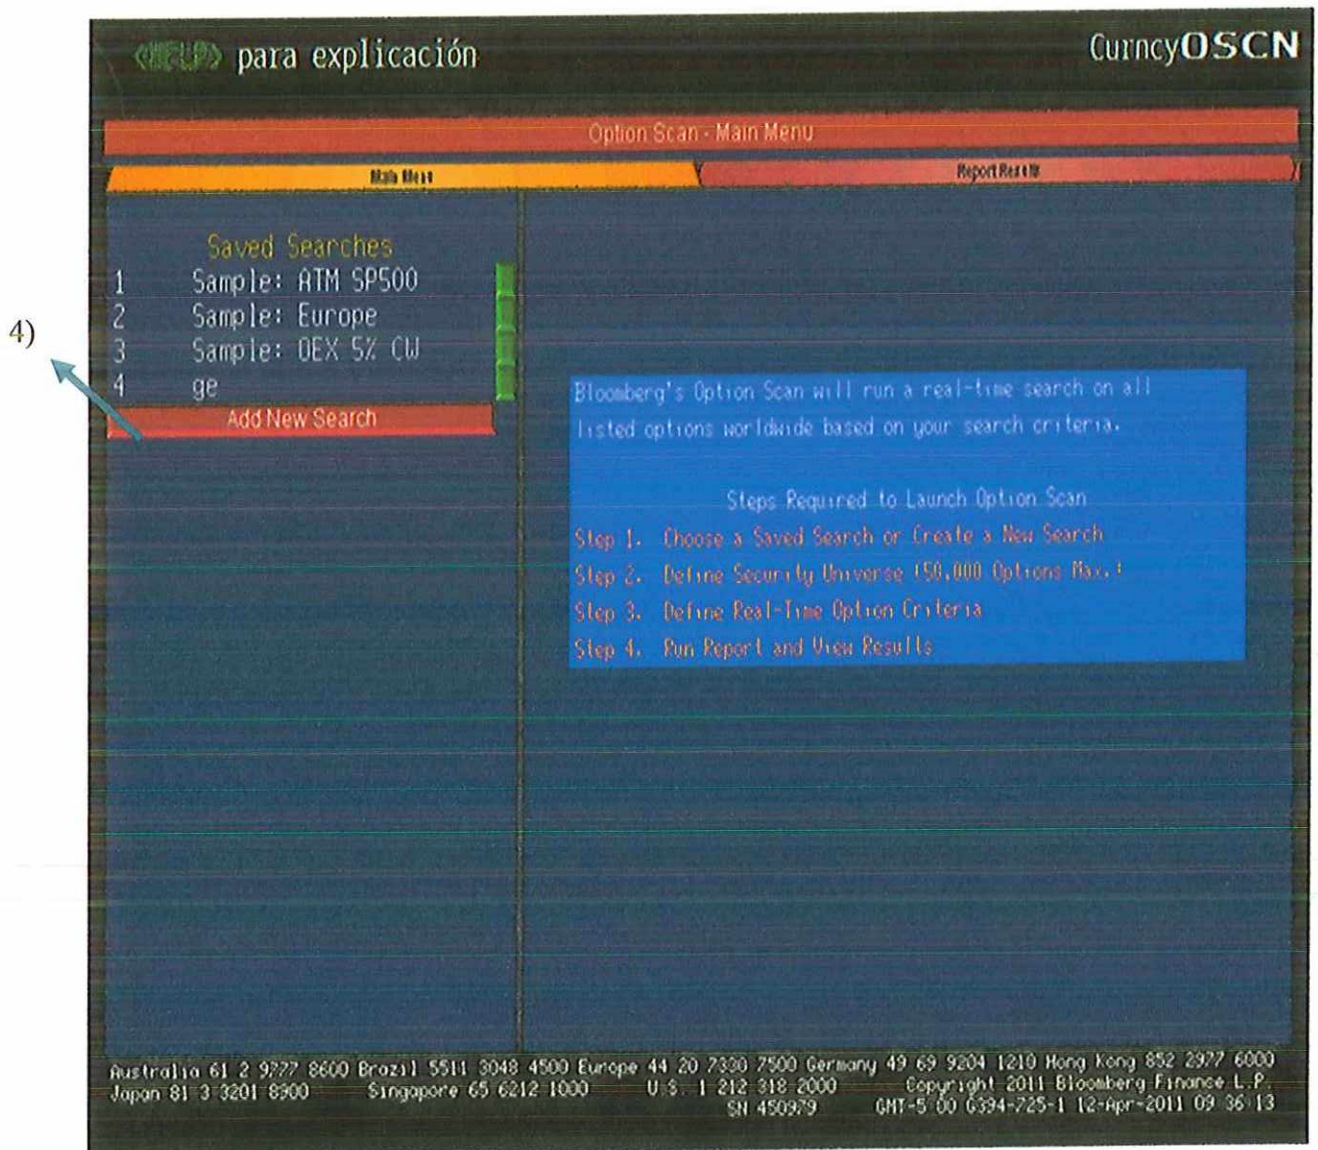 <HELP> para explicación
CurncyOSCN
Option Scan - Main Menu
Main Menu
Report Results
Saved Searches
1 Sample: ATM SP500
2 Sample: Europe
3 Sample: OEX 5% CW
4 ge
Add New Search
4)
Bloomberg's Option Scan will run a real-time search on all
listed options worldwide based on your search criteria.
Steps Required to Launch Option Scan
Step 1. Choose a Saved Search or Create a New Search
Step 2. Define Security Universe (50,000 Options Max.)
Step 3. Define Real-Time Option Criteria
Step 4. Run Report and View Results
Australia 61 2 9777 8600 Brazil 5511 3048 4500 Europe 44 20 7330 7500 Germany 49 69 9204 1210 Hong Kong 852 2977 6000
Japan 81 3 3201 8900 Singapore 65 6212 1000 U.S. 1 212 318 2000 Copyright 2011 Bloomberg Finance L.P.
SN 450979 GMT-5:00 G394-725-1 12-Apr-2011 09:36:13